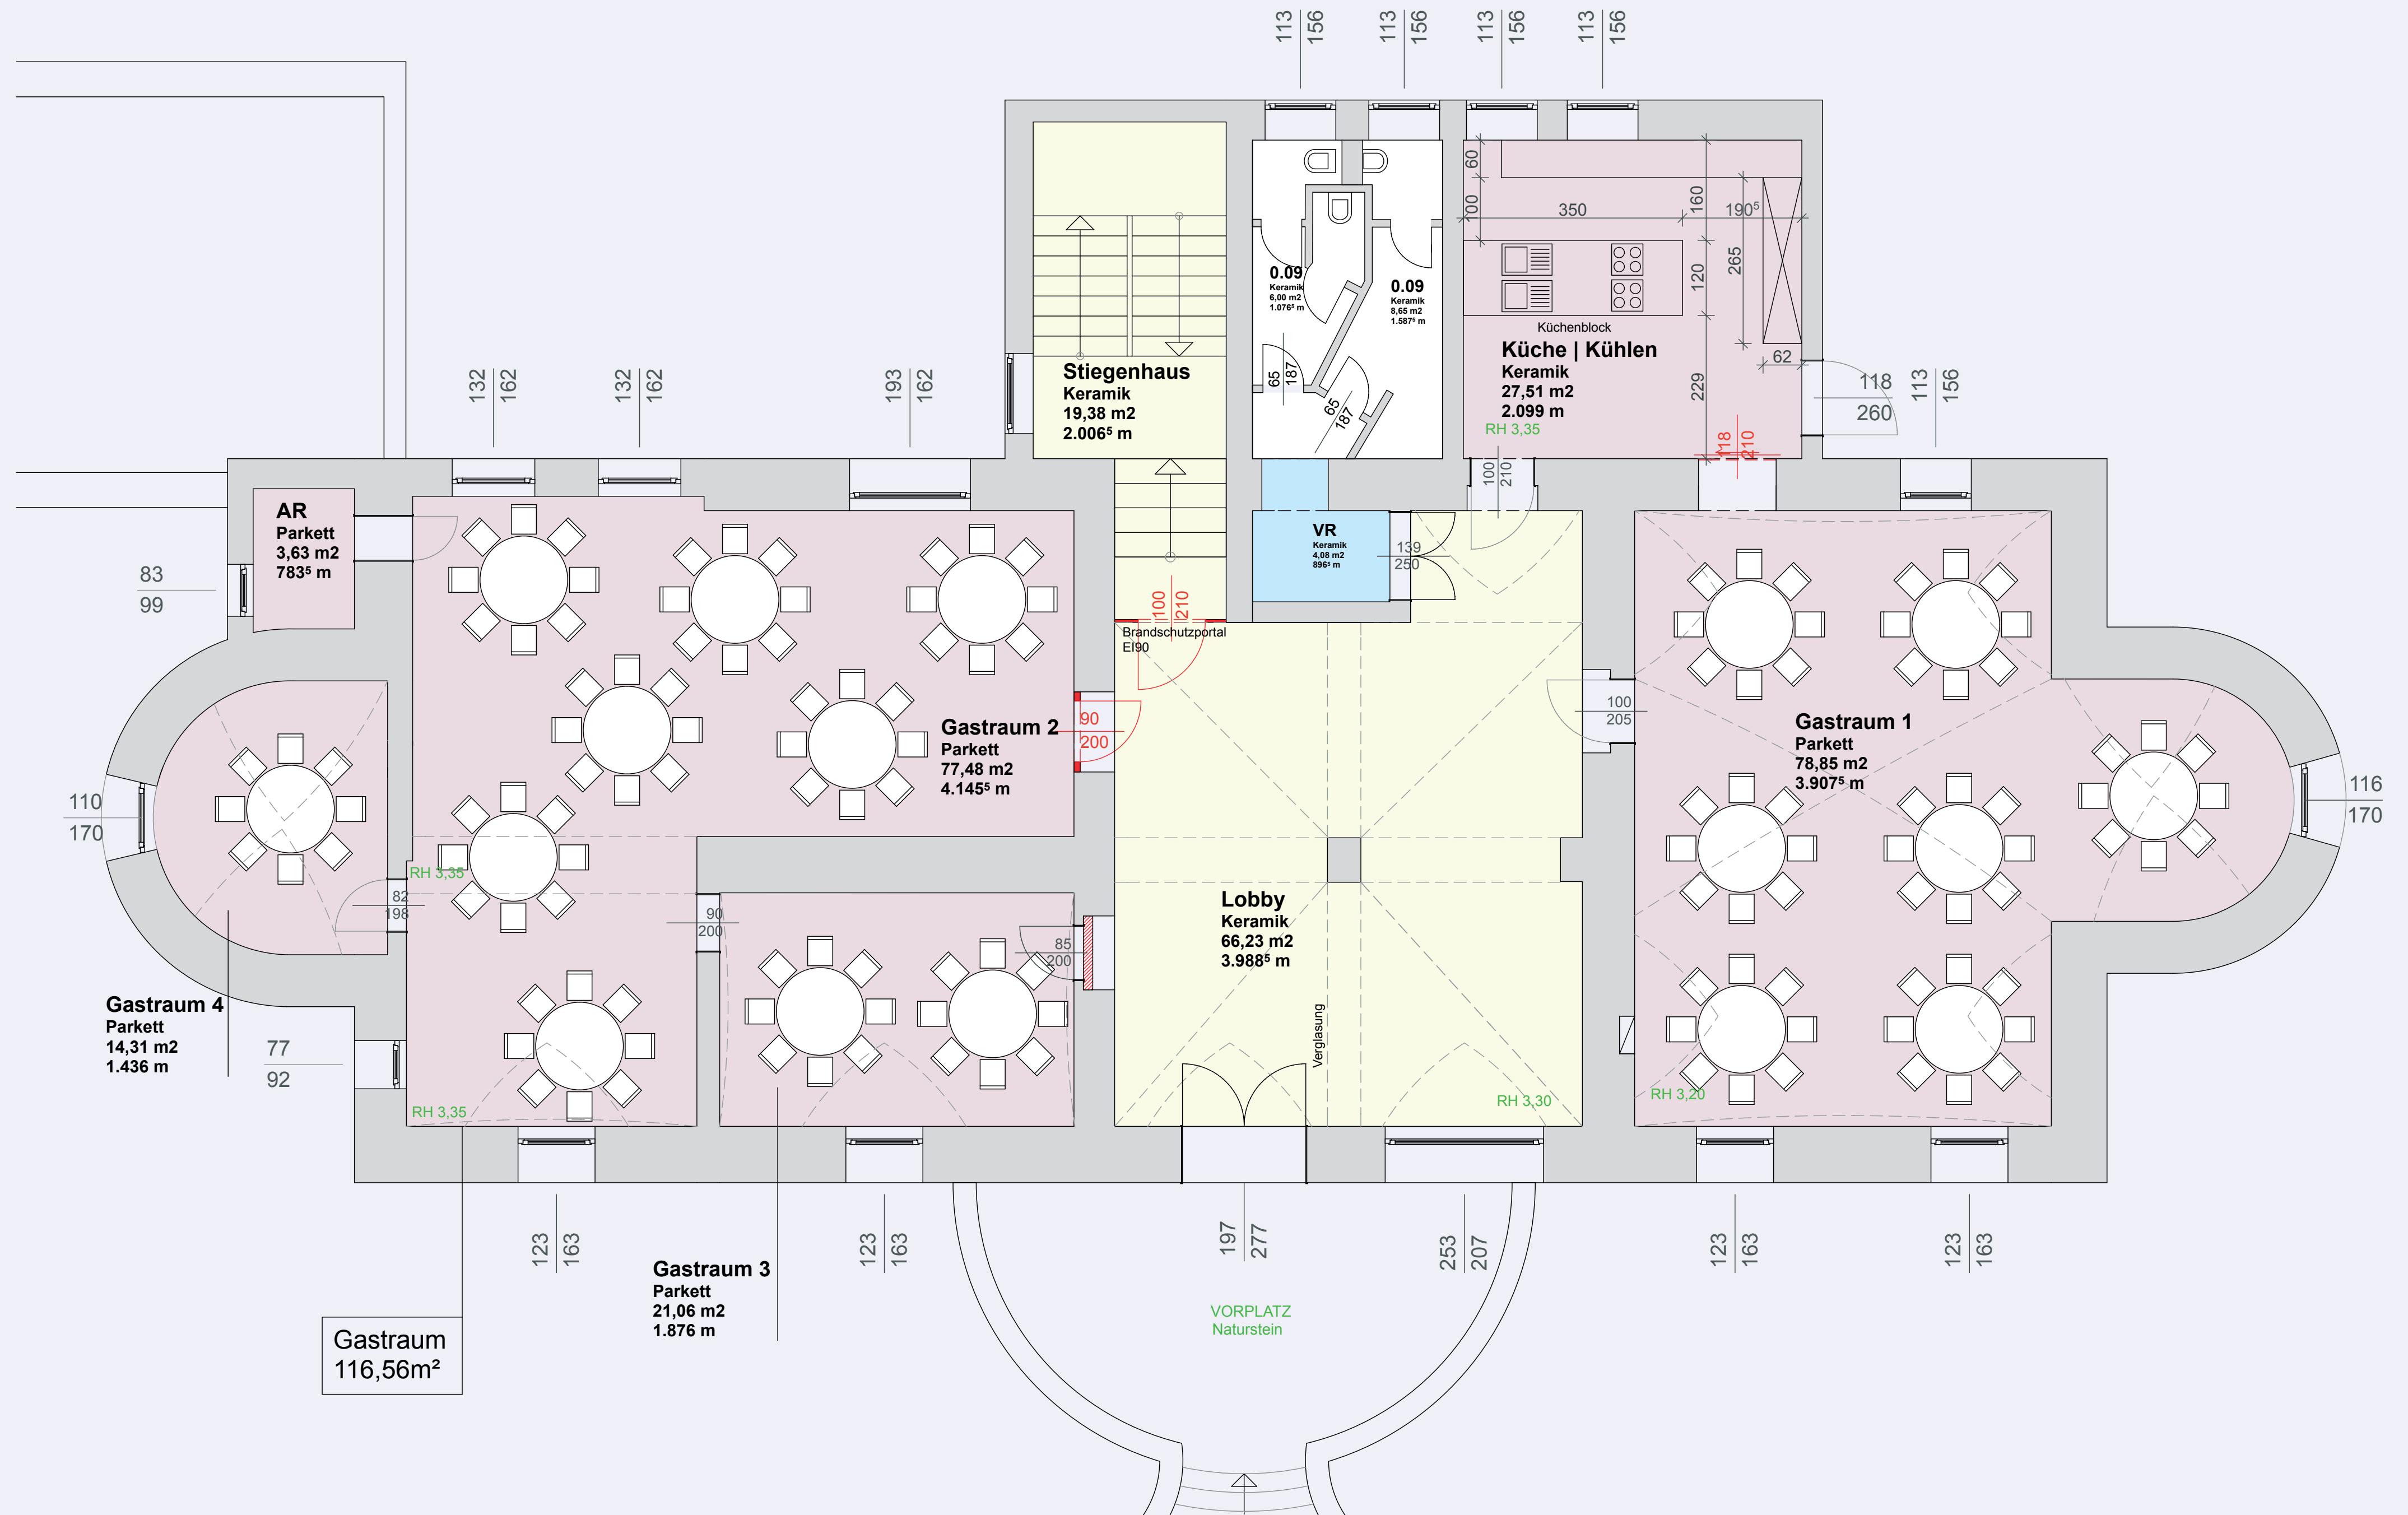 113
156
113
156
113
156
113
156
60
100
350
160
190⁵
265
120
229
62
0.09
Keramik
6,00 m2
1.076⁵ m
0.09
Keramik
8,65 m2
1.587⁵ m
65
187
65
187
Küchenblock
Küche | Kühlen
Keramik
27,51 m2
2.099 m
RH 3,35
118
210
118
260
113
156
Stiegenhaus
Keramik
19,38 m2
2.006⁵ m
132
162
132
162
193
162
AR
Parkett
3,63 m2
783⁵ m
83
99
VR
Keramik
4,08 m2
896⁵ m
139
250
100
210
100
210
Brandschutzportal
EI90
90
200
Gastraum 2
Parkett
77,48 m2
4.145⁵ m
100
205
Gastraum 1
Parkett
78,85 m2
3.907⁵ m
116
170
110
170
RH 3,35
82
198
90
200
85
200
Lobby
Keramik
66,23 m2
3.988⁵ m
Verglasung
Gastraum 4
Parkett
14,31 m2
1.436 m
77
92
RH 3,35
RH 3,30
RH 3,20
123
163
123
163
197
277
253
207
123
163
123
163
Gastraum 3
Parkett
21,06 m2
1.876 m
VORPLATZ
Naturstein
Gastraum
116,56m²